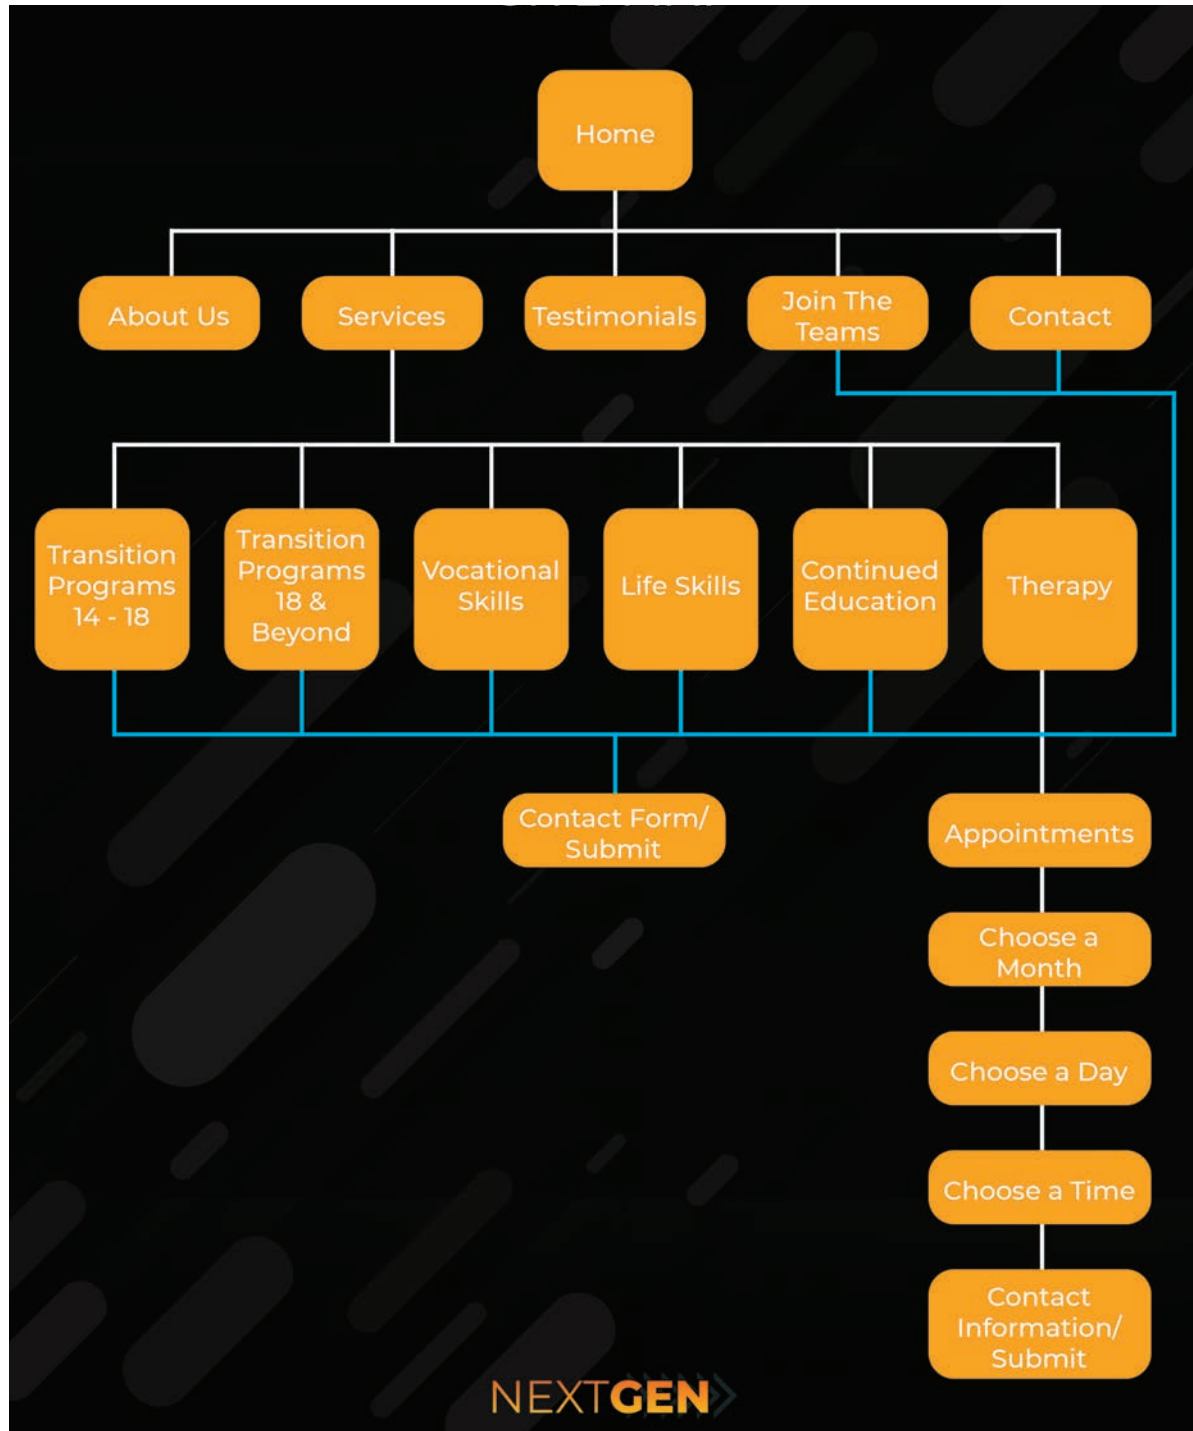 Home
About Us
Services
Testimonials
Join The
Teams
Contact
Transition
Programs
14 - 18
Transition
Programs
18 &
Beyond
Vocational
Skills
Life Skills
Continued
Education
Therapy
Contact Form/
Submit
Appointments
Choose a
Month
Choose a Day
Choose a Time
Contact
Information/
Submit
NEXTGEN